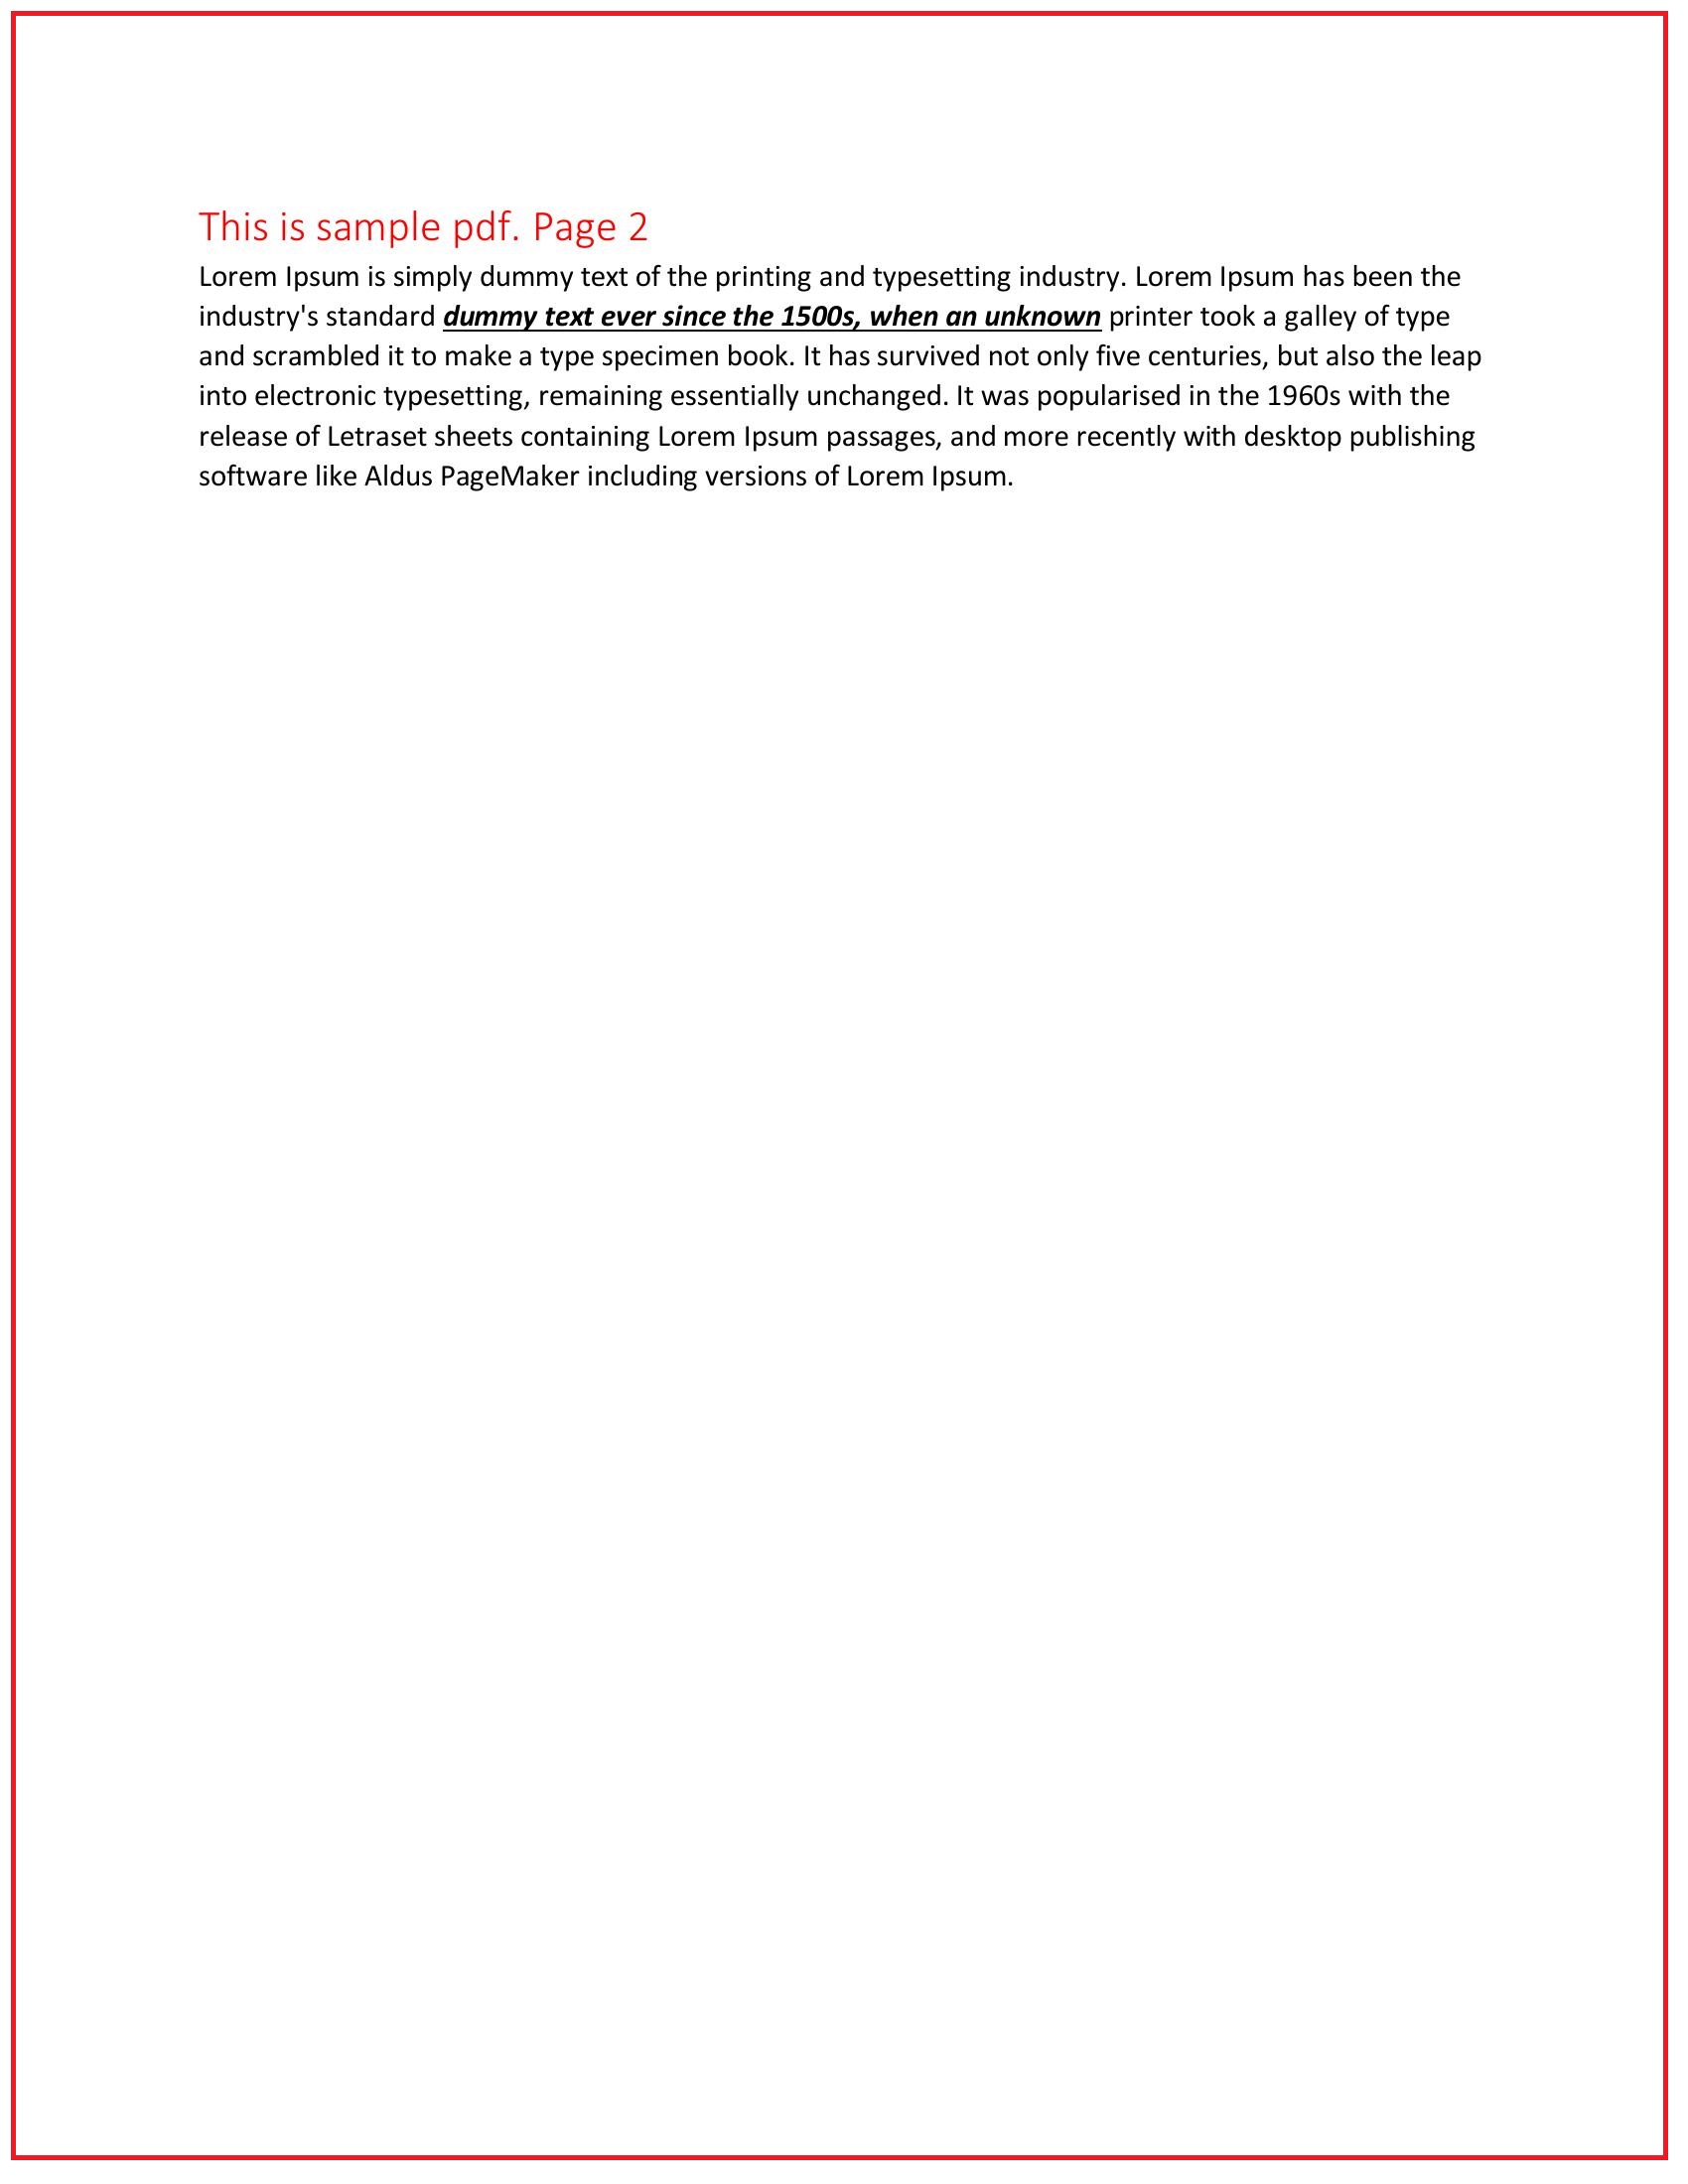 This is sample pdf. Page 2
Lorem Ipsum is simply dummy text of the printing and typesetting industry. Lorem Ipsum has been the
industry's standard dummy text ever since the 1500s, when an unknown printer took a galley of type
and scrambled it to make a type specimen book. It has survived not only five centuries, but also the leap
into electronic typesetting, remaining essentially unchanged. It was popularised in the 1960s with the
release of Letraset sheets containing Lorem Ipsum passages, and more recently with desktop publishing
software like Aldus PageMaker including versions of Lorem Ipsum.